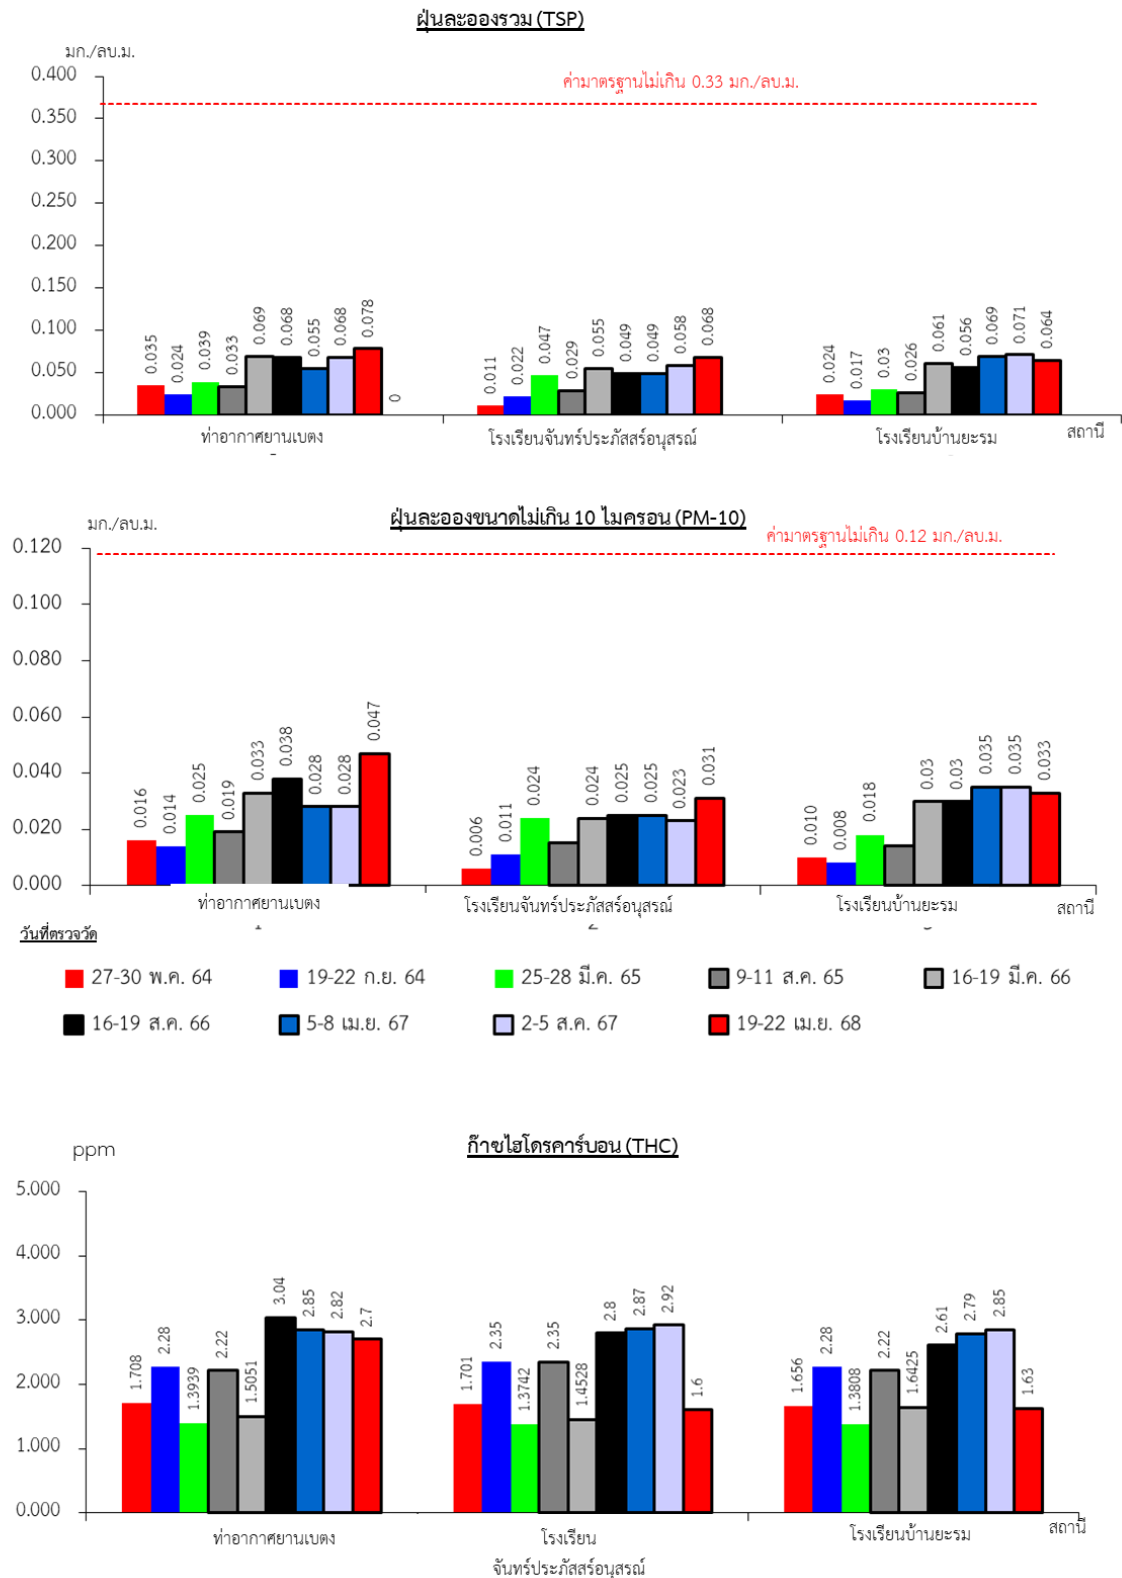 ฝุ่นละอองรวม (TSP)
มก./ลบ.ม.
0.400
ค่ามาตรฐานไม่เกิน 0.33 มก./ลบ.ม.
0.350
0.300
0.250
0.200
0.150
0.100
0.050
0.000
0.035 0.024 0.039 0.033 0.069 0.068 0.055 0.068 0.078 0
0.011 0.022 0.047 0.029 0.055 0.049 0.049 0.058 0.068
0.024 0.017 0.03 0.026 0.061 0.056 0.069 0.071 0.064
ท่าอากาศยานเบตง โรงเรียนจันทร์ประภัสสร์อนุสรณ์ โรงเรียนบ้านยะรม สถานี
ฝุ่นละอองขนาดไม่เกิน 10 ไมครอน (PM-10)
มก./ลบ.ม.
ค่ามาตรฐานไม่เกิน 0.12 มก./ลบ.ม.
0.120
0.100
0.080
0.060
0.040
0.020
0.000
0.016 0.014 0.025 0.019 0.033 0.038 0.028 0.028 0.047
0.006 0.011 0.024 0.024 0.025 0.025 0.023 0.031
0.010 0.008 0.018 0.03 0.03 0.035 0.035 0.033
ท่าอากาศยานเบตง โรงเรียนจันทร์ประภัสสร์อนุสรณ์ โรงเรียนบ้านยะรม สถานี
วันที่ตรวจวัด
27-30 พ.ค. 64 19-22 ก.ย. 64 25-28 มี.ค. 65 9-11 ส.ค. 65 16-19 มี.ค. 66
16-19 ส.ค. 66 5-8 เม.ย. 67 2-5 ส.ค. 67 19-22 เม.ย. 68
ก๊าซไฮโดรคาร์บอน (THC)
ppm
5.000
4.000
3.000
2.000
1.000
0.000
1.708 2.28 1.3939 2.22 1.5051 3.04 2.85 2.82 2.7
1.701 2.35 1.3742 2.35 1.4528 2.8 2.87 2.92 1.6
1.656 2.28 1.3808 2.22 1.6425 2.61 2.79 2.85 1.63
ท่าอากาศยานเบตง โรงเรียน โรงเรียนบ้านยะรม สถานี
จันทร์ประภัสสร์อนุสรณ์